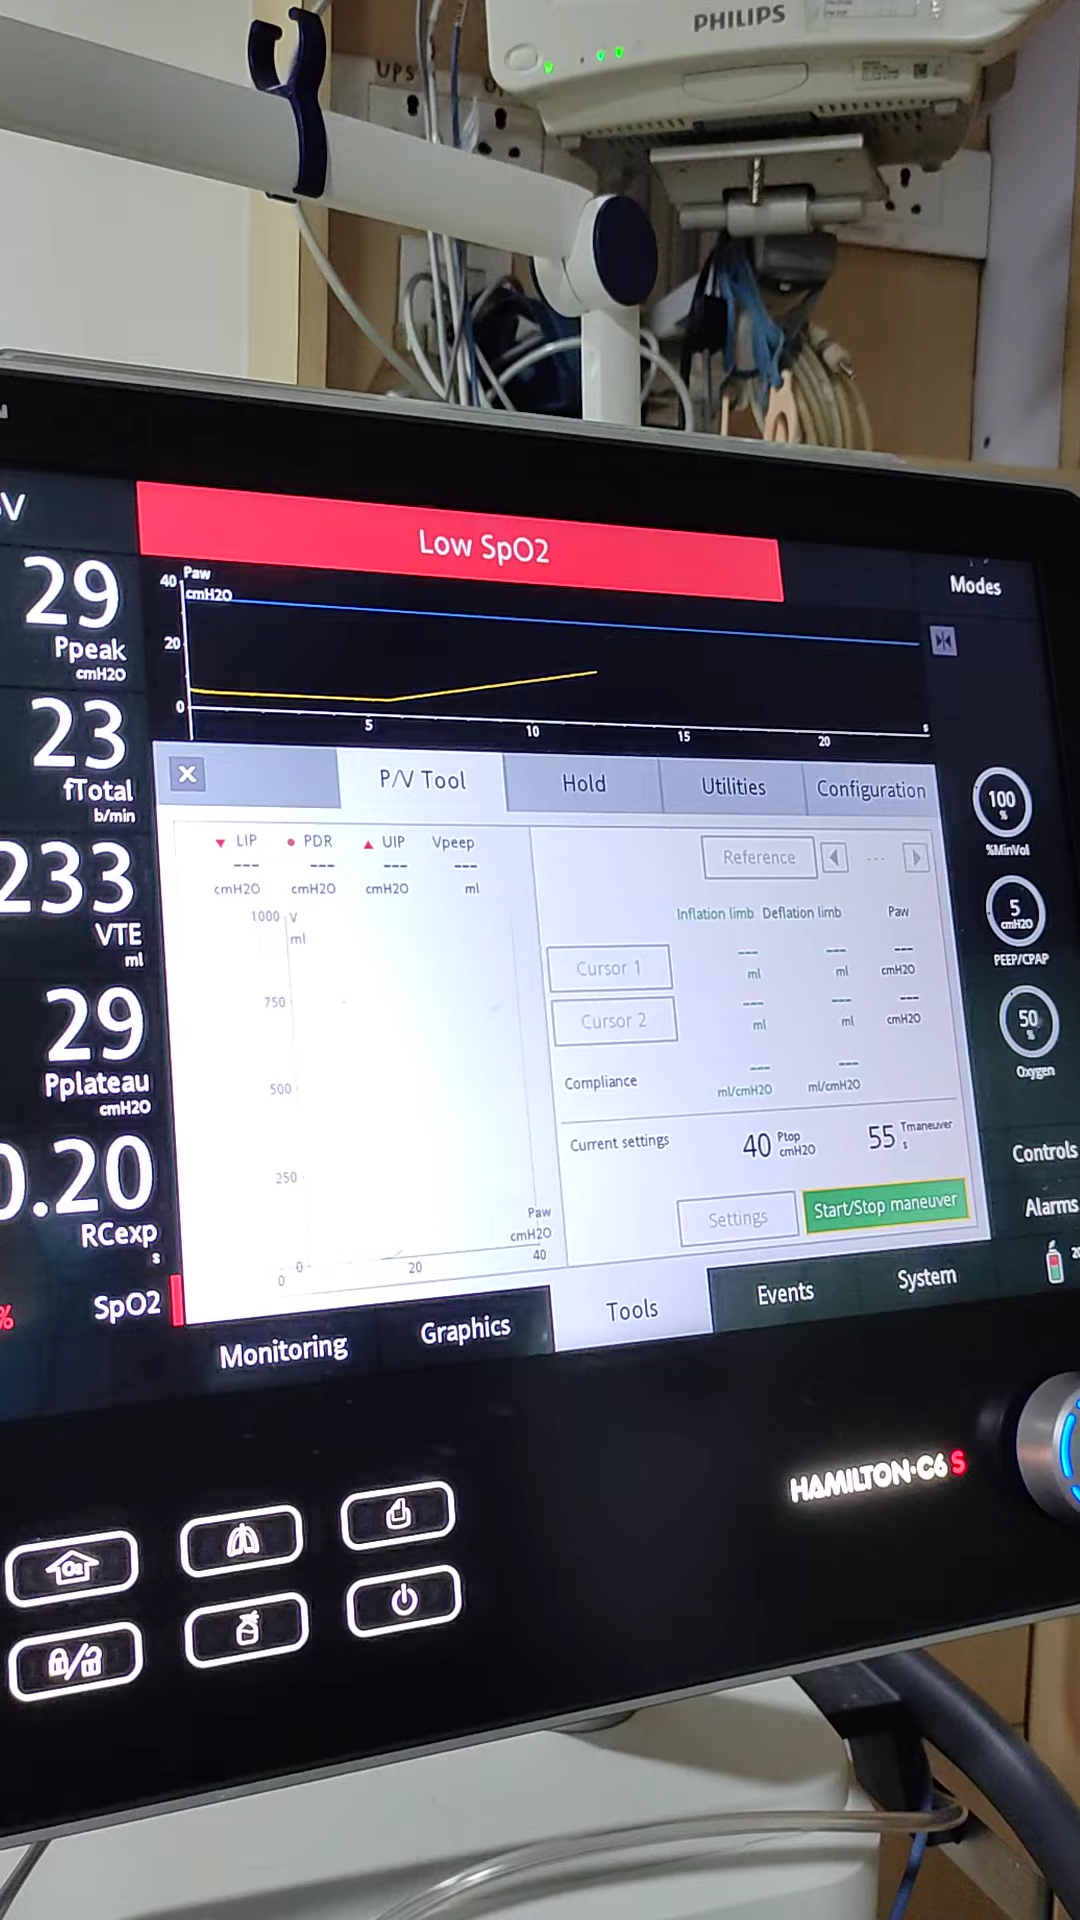 PHILIPS
UPS
Low SpO2
Modes
29
Ppeak
cmH2O
40
Paw
cmH2O
20
0
5
10
15
20
s
23
fTotal
b/min
233
VTE
ml
29
Pplateau
cmH2O
0.20
RCexp
s
%
SpO2
X
P/V Tool
Hold
Utilities
Configuration
LIP
PDR
UIP
Vpeep
---
---
---
---
cmH2O
cmH2O
cmH2O
ml
1000
V
ml
750
500
250
0
0
20
40
Paw
cmH2O
Reference
---
Inflation limb
Deflation limb
Paw
Cursor 1
---
---
---
ml
ml
cmH2O
Cursor 2
---
---
---
ml
ml
cmH2O
Compliance
---
---
ml/cmH2O
ml/cmH2O
Current settings
40
Ptop
cmH2O
55
Tmaneuver
s
Settings
Start/Stop maneuver
100
%
%MinVol
5
cmH2O
PEEP/CPAP
50
%
Oxygen
Controls
Alarms
Monitoring
Graphics
Tools
Events
System
HAMILTON·C6 S
O2